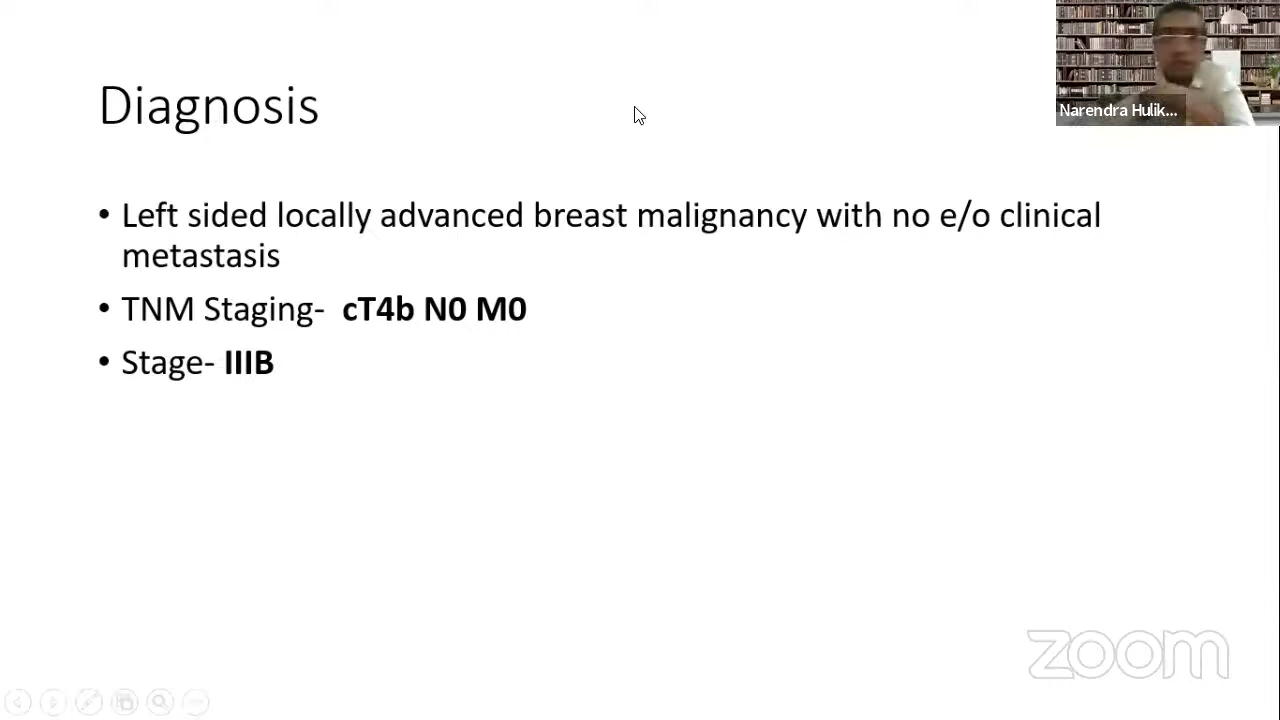 Diagnosis
Narendra Hulik...
• Left sided locally advanced breast malignancy with no e/o clinical
metastasis
• TNM Staging- cT4b N0 M0
• Stage- IIIB
zoom